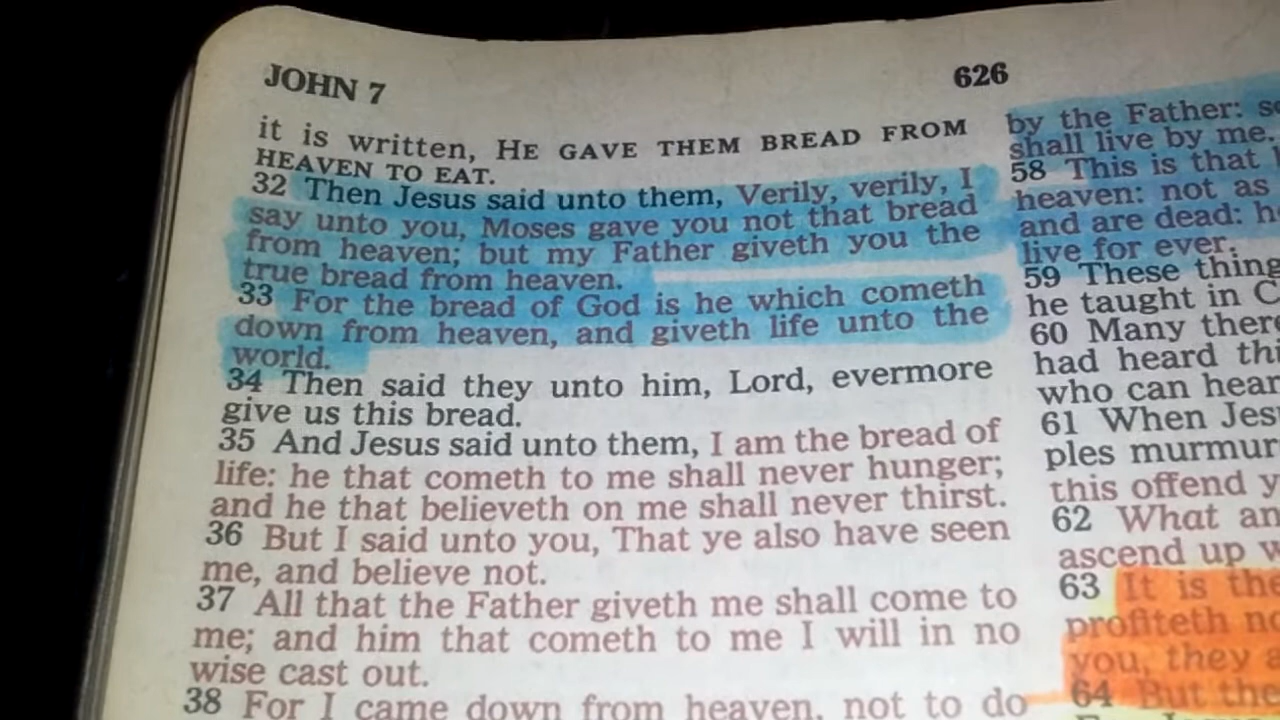 JOHN 7
626
it is written, HE GAVE THEM BREAD FROM
HEAVEN TO EAT.
32 Then Jesus said unto them, Verily, verily, I
say unto you, Moses gave you not that bread
from heaven; but my Father giveth you the
true bread from heaven.
33 For the bread of God is he which cometh
down from heaven, and giveth life unto the
world.
34 Then said they unto him, Lord, evermore
give us this bread.
35 And Jesus said unto them, I am the bread of
life: he that cometh to me shall never hunger;
and he that believeth on me shall never thirst.
36 But I said unto you, That ye also have seen
me, and believe not.
37 All that the Father giveth me shall come to
me; and him that cometh to me I will in no
wise cast out.
38 For I came down from heaven, not to do
by the Father:
shall live by me.
58 This is that
heaven: not as
and are dead:
live for ever.
59 These
he taught in
60 Many
had heard
who can hear
61 When
ples
this offend
62 What
ascend up
63 It is the
profiteth
you, they
64 But the